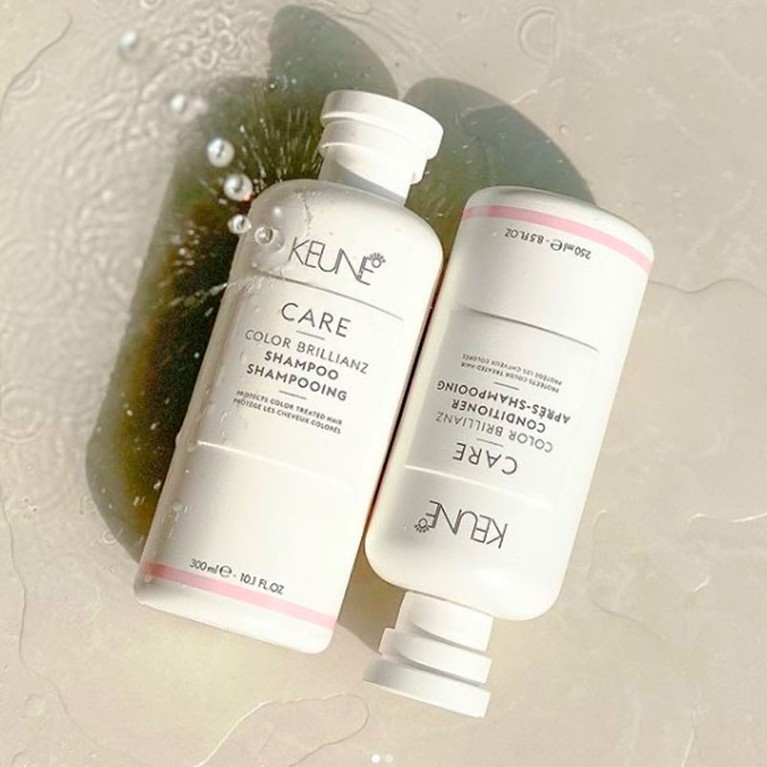 KEUNE
CARE
COLOR BRILLIANZ
SHAMPOO
SHAMPOOING
PROTECTS COLOR TREATED HAIR
PROTÈGE LES CHEVEUX COLORÉS
300 ml ℮ - 10.1 FL.OZ
KEUNE
CARE
COLOR BRILLIANZ
CONDITIONER
APRÈS-SHAMPOOING
PROTECTS COLOR TREATED HAIR
PROTÈGE LES CHEVEUX COLORÉS
250 ml ℮ - 8.5 FL.OZ